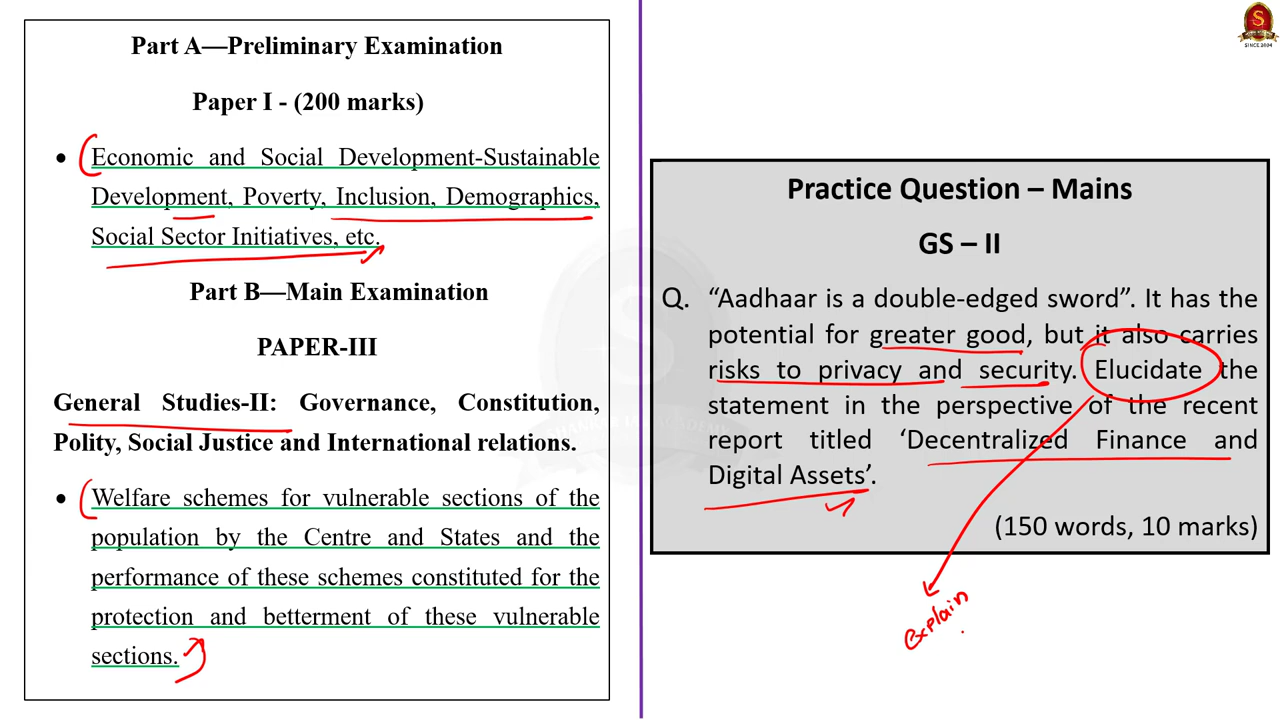 Part A—Preliminary Examination
Paper I - (200 marks)
• Economic and Social Development-Sustainable
Development, Poverty, Inclusion, Demographics,
Social Sector Initiatives, etc.
Part B—Main Examination
PAPER-III
General Studies-II: Governance, Constitution,
Polity, Social Justice and International relations.
• Welfare schemes for vulnerable sections of the
population by the Centre and States and the
performance of these schemes constituted for the
protection and betterment of these vulnerable
sections.
SINCE 2004
Practice Question – Mains
GS – II
Q. “Aadhaar is a double-edged sword”. It has the
potential for greater good, but it also carries
risks to privacy and security. Elucidate the
statement in the perspective of the recent
report titled ‘Decentralized Finance and
Digital Assets’.
(150 words, 10 marks)
explain